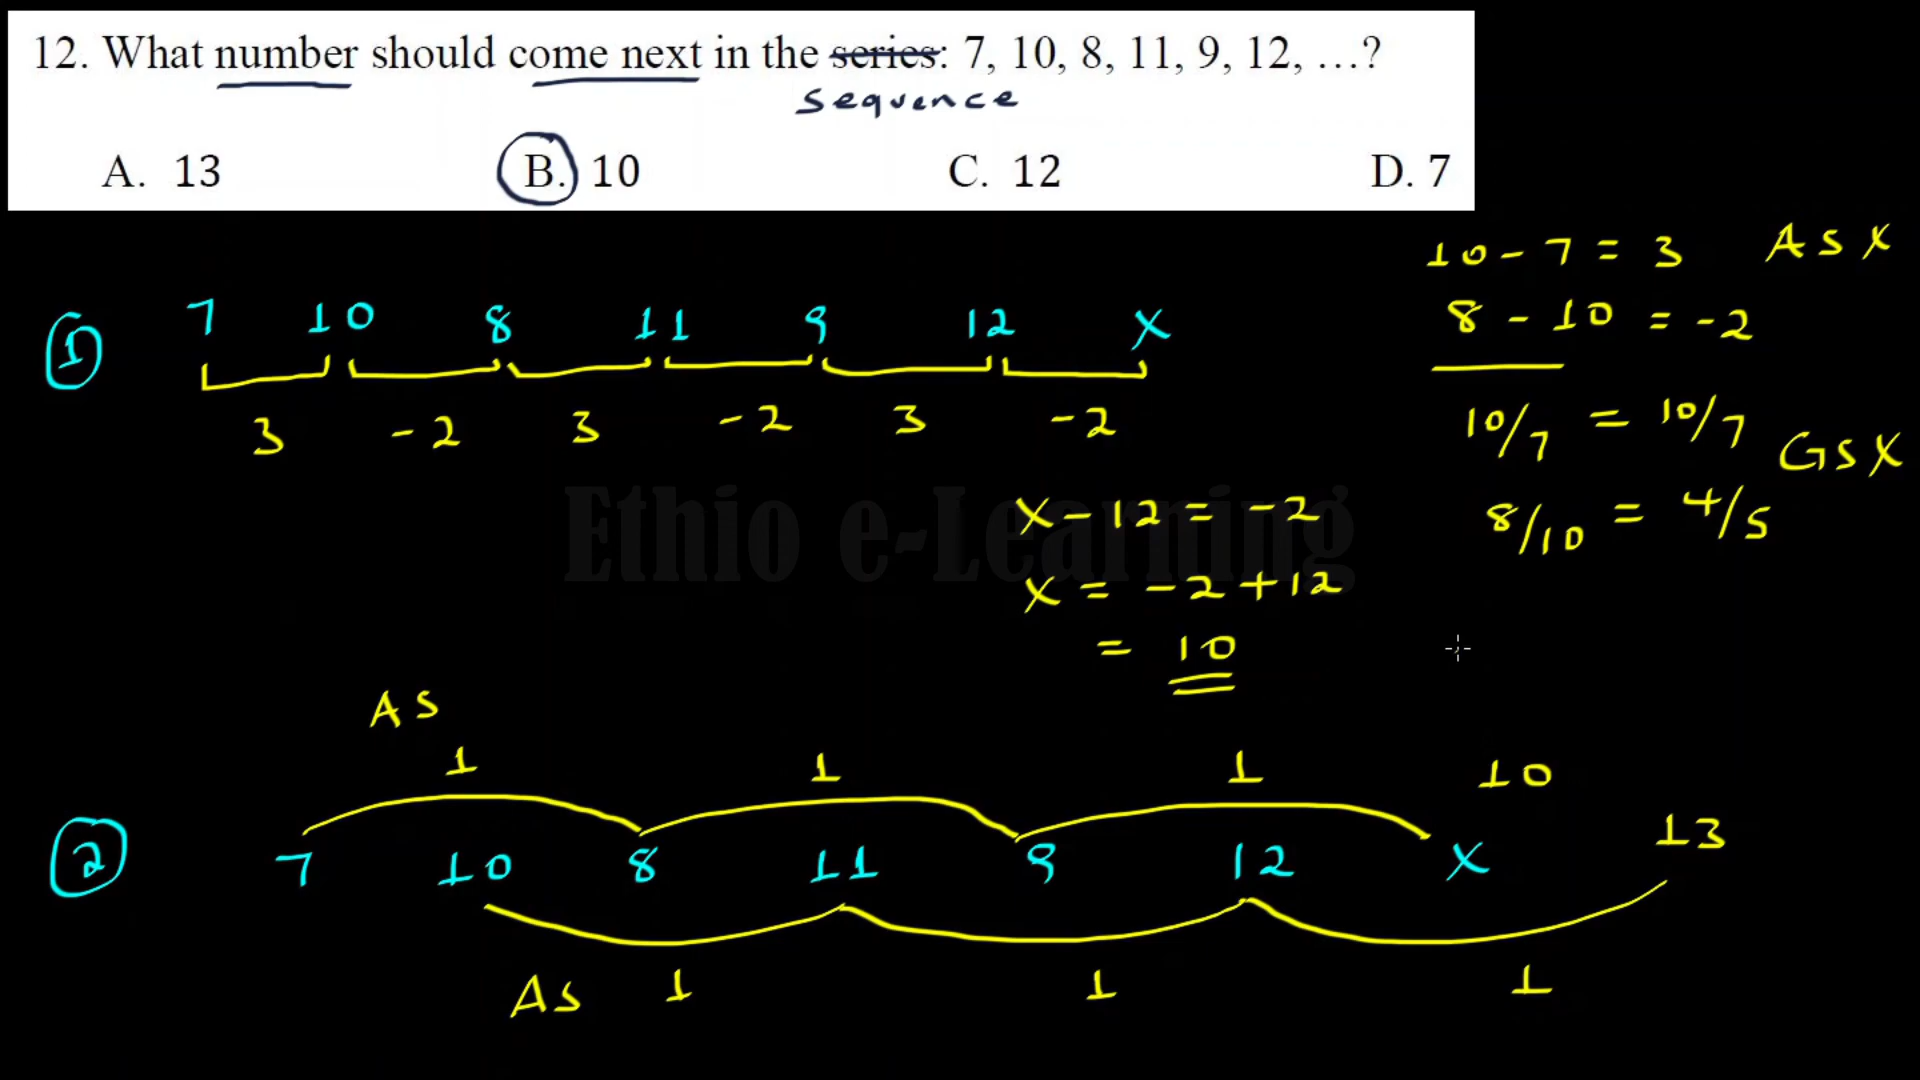 12. What number should come next in the series: 7, 10, 8, 11, 9, 12, …?
sequence
A. 13 B. 10 C. 12 D. 7
10 - 7 = 3 AS X
8 - 10 = -2
10/7 = 10/7 GS X
8/10 = 4/5
1 7 10 8 11 9 12 X
3 -2 3 -2 3 -2
Ethio e-Learning
X - 12 = -2
X = -2 + 12
= 10
AS
1 1 1 10
2 7 10 8 11 9 12 X 13
AS 1 1 1